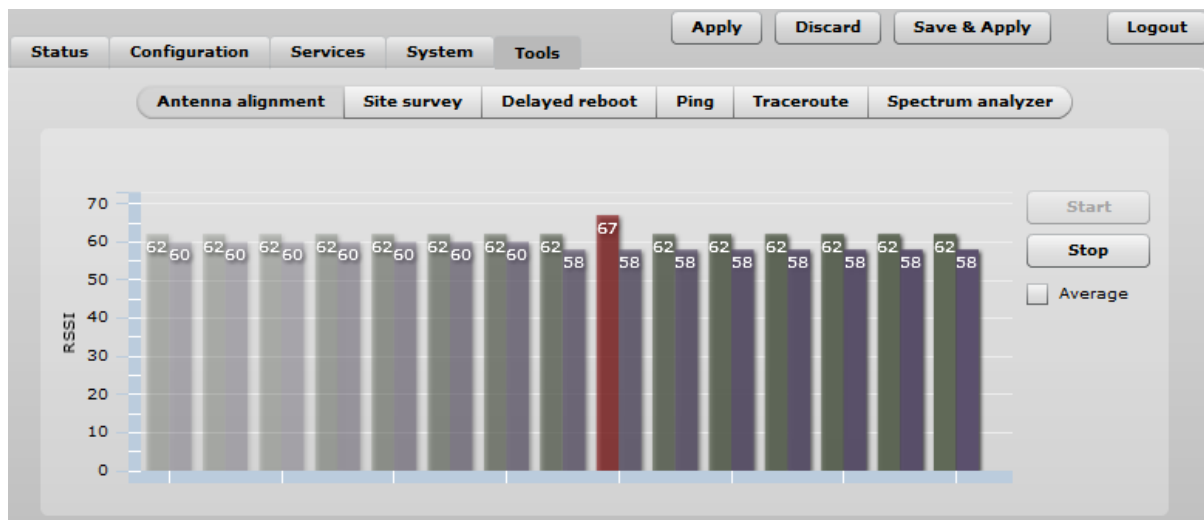 Apply Discard Save & Apply Logout
Status Configuration Services System Tools
Antenna alignment Site survey Delayed reboot Ping Traceroute Spectrum analyzer
70
60
50
40
30
20
10
0
RSSI
62 60 62 60 62 60 62 60 62 60 62 60 62 60 62 58 67 58 62 58 62 58 62 58 62 58 62 58 62 58
Start
Stop
Average